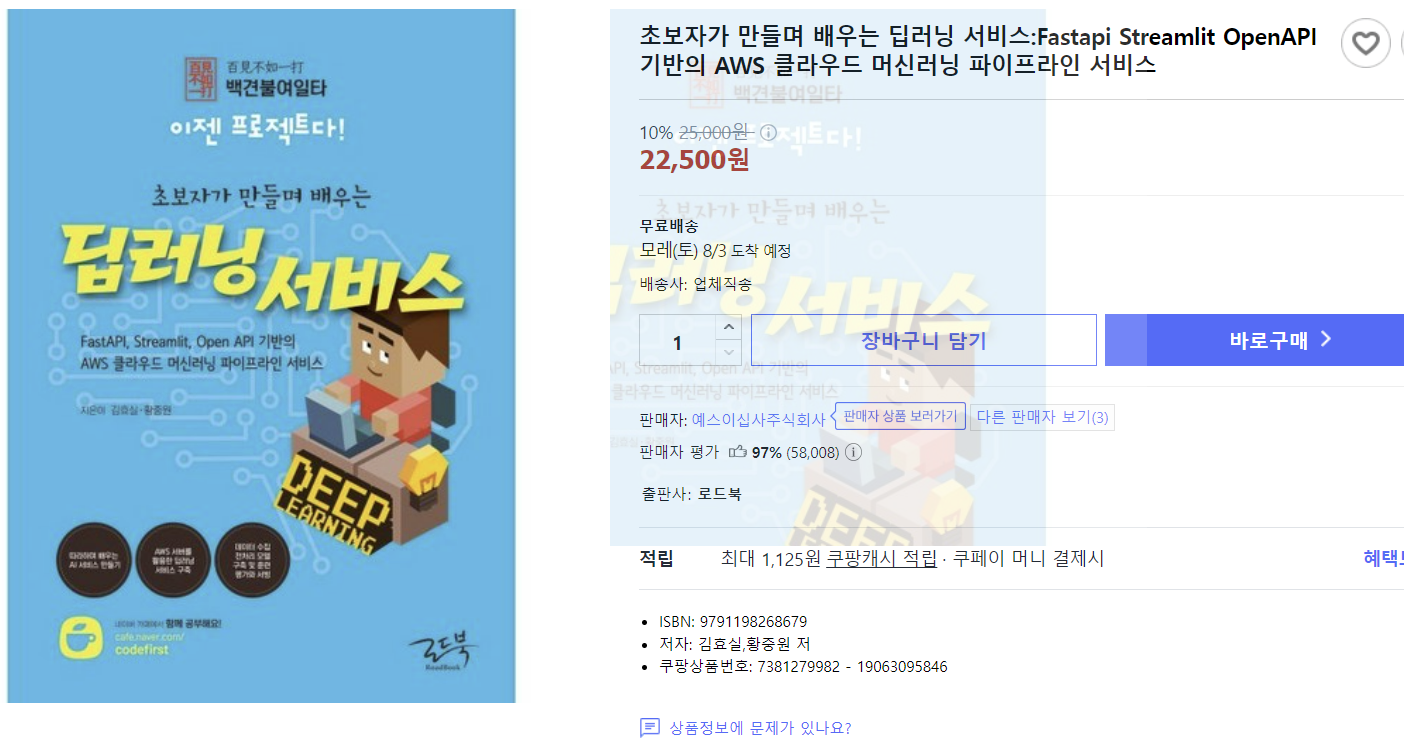 百見不如一打
백견불여일타
이젠 프로젝트다!
초보자가 만들며 배우는
딥러닝 서비스
FastAPI, Streamlit, Open API 기반의
AWS 클라우드 머신러닝 파이프라인 서비스
지은이 김효실·황중원
DEEP
LEARNING
따라하며 배우는
AI 서비스 만들기
AWS 서버를
활용한 딥러닝
서비스 구축
데이터 수집
전처리 모델
구축 및 훈련
평가와 서빙
네이버 카페에서 함께 공부해요!
cafe.naver.com/
codefirst
로드북
RoadBook
초보자가 만들며 배우는 딥러닝 서비스:Fastapi Streamlit OpenAPI
기반의 AWS 클라우드 머신러닝 파이프라인 서비스
10% 25,000원
22,500원
무료배송
모레(토) 8/3 도착 예정
배송사: 업체직송
1
장바구니 담기
바로구매
판매자: 예스이십사주식회사 판매자 상품 보러가기 다른 판매자 보기(3)
판매자 평가 97% (58,008)
출판사: 로드북
적립 최대 1,125원 쿠팡캐시 적립 · 쿠페이 머니 결제시
ISBN: 9791198268679
저자: 김효실,황중원 저
쿠팡상품번호: 7381279982 - 19063095846
상품정보에 문제가 있나요?